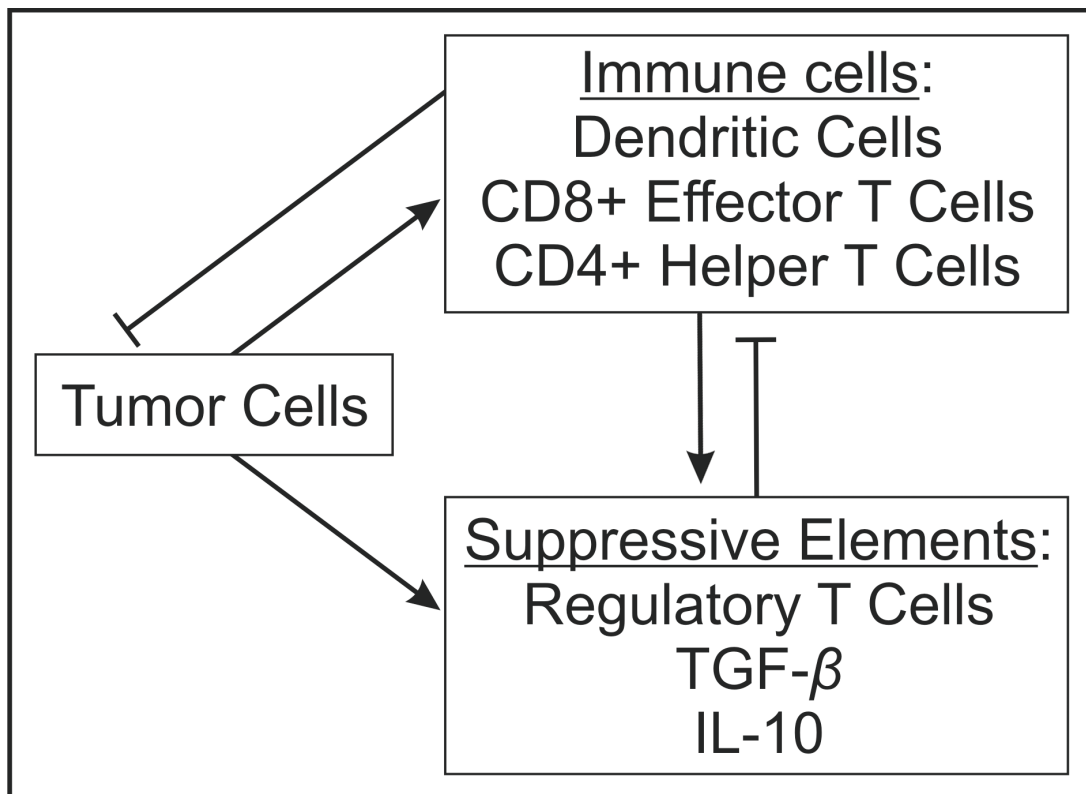 Immune cells:
Dendritic Cells
CD8+ Effector T Cells
CD4+ Helper T Cells
Tumor Cells
Suppressive Elements:
Regulatory T Cells
TGF-β
IL-10